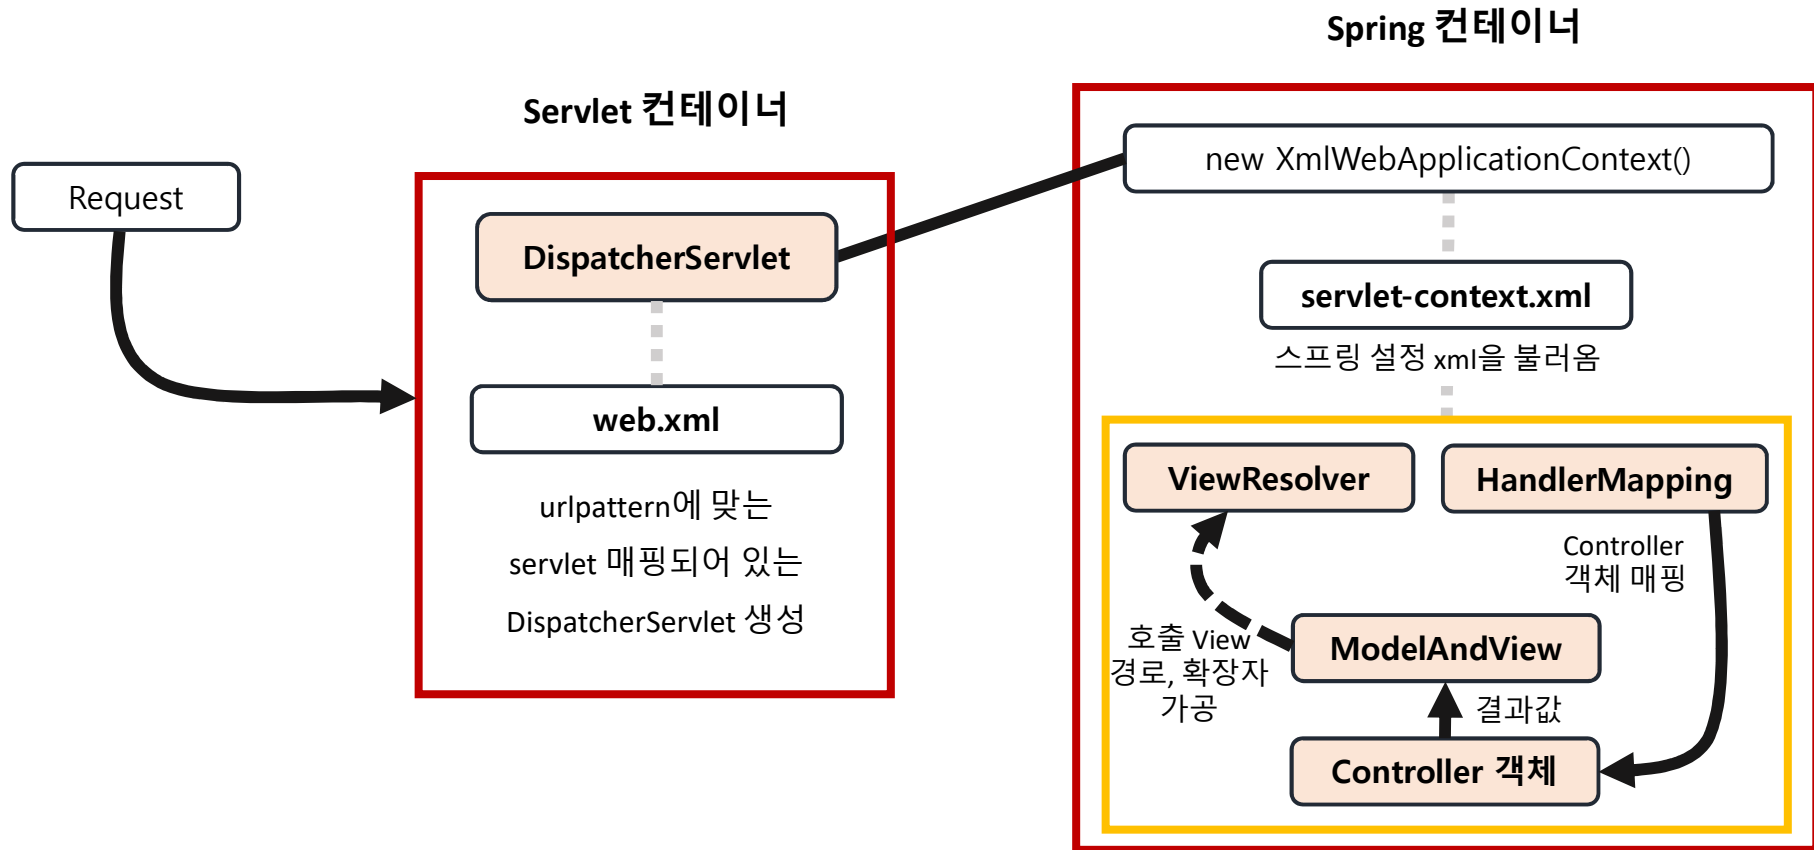 Spring 컨테이너
Servlet 컨테이너
Request
DispatcherServlet
web.xml
urlpattern에 맞는
servlet 매핑되어 있는
DispatcherServlet 생성
new XmlWebApplicationContext()
servlet-context.xml
스프링 설정 xml을 불러옴
ViewResolver
HandlerMapping
Controller
객체 매핑
호출 View
경로, 확장자
가공
ModelAndView
결과값
Controller 객체